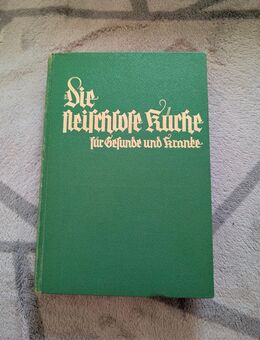 Die
fleischlose Küche
für Gesunde und Kranke